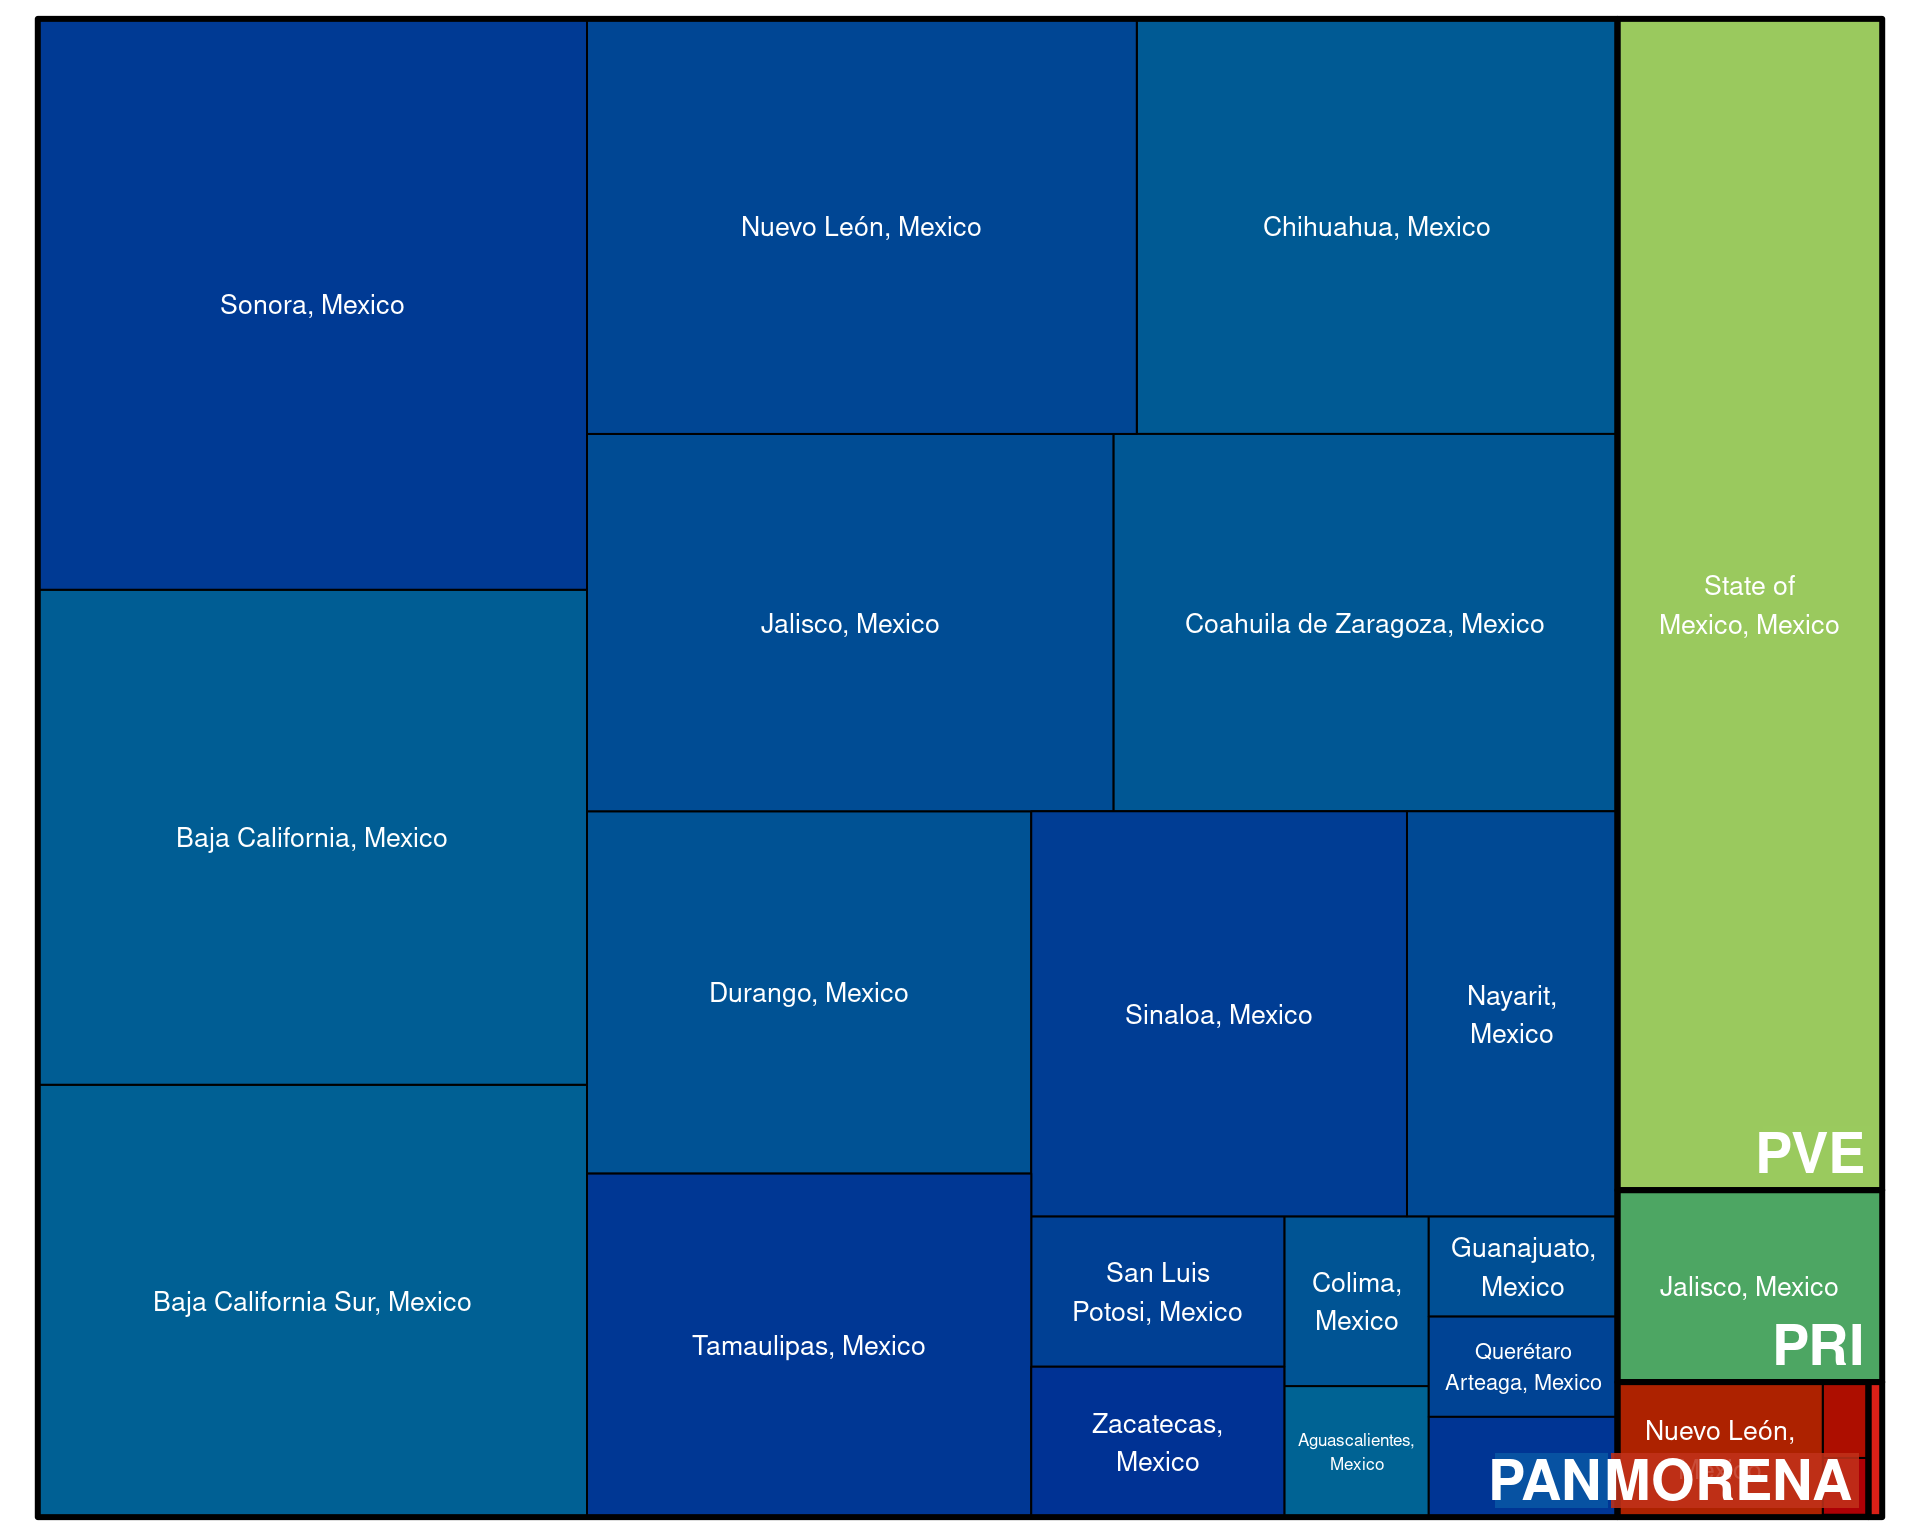 Sonora, Mexico
Baja California, Mexico
Baja California Sur, Mexico
Nuevo León, Mexico
Chihuahua, Mexico
Jalisco, Mexico
Coahuila de Zaragoza, Mexico
Durango, Mexico
Tamaulipas, Mexico
Sinaloa, Mexico
Nayarit,
Mexico
San Luis
Potosi, Mexico
Zacatecas,
Mexico
Colima,
Mexico
Aguascalientes,
Mexico
Guanajuato,
Mexico
Querétaro
Arteaga, Mexico
PAN
State of
Mexico, Mexico
PVE
Jalisco, Mexico
PRI
Nuevo León,
MORENA